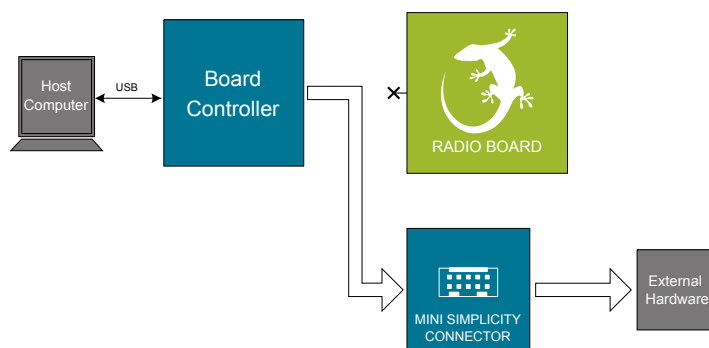 Host
Computer
USB
Board
Controller
RADIO BOARD
MINI SIMPLICITY
CONNECTOR
External
Hardware